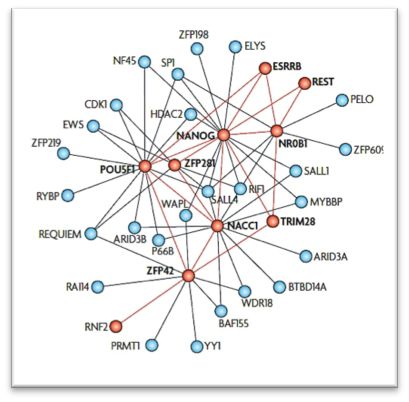 ZFP198
ELYS
NF45
SP1
ESRRB
REST
CDK1
HDAC2
PELO
EWS
NANOG
NR0B1
ZFP219
ZFP609
POU5F1
ZFP281
SALL1
RYBP
RIF1
SALL4
WAPL
MYBBP
REQUIEM
ARID3B
P66B
NACC1
TRIM28
ARID3A
ZFP42
RAI14
WDR18
BTBD14A
RNF2
BAF155
PRMT1
YY1